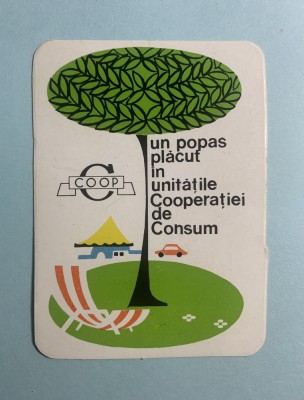 un popas
plăcut
în
unitățile
Cooperației
de
Consum
C
COOP